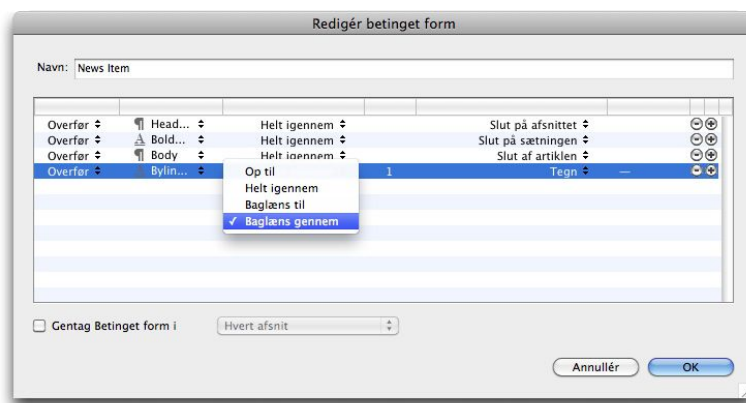 Redigér betinget form
Navn: News Item
Overfør ¶ Head... Helt igennem Slut på afsnittet
Overfør A Bold... Helt igennem Slut på sætningen
Overfør ¶ Body Helt igennem Slut af artiklen
Overfør A Bylin... 1 Tegn —
Op til
Helt igennem
Baglæns til
✓ Baglæns gennem
Gentag Betinget form i Hvert afsnit
Annullér OK